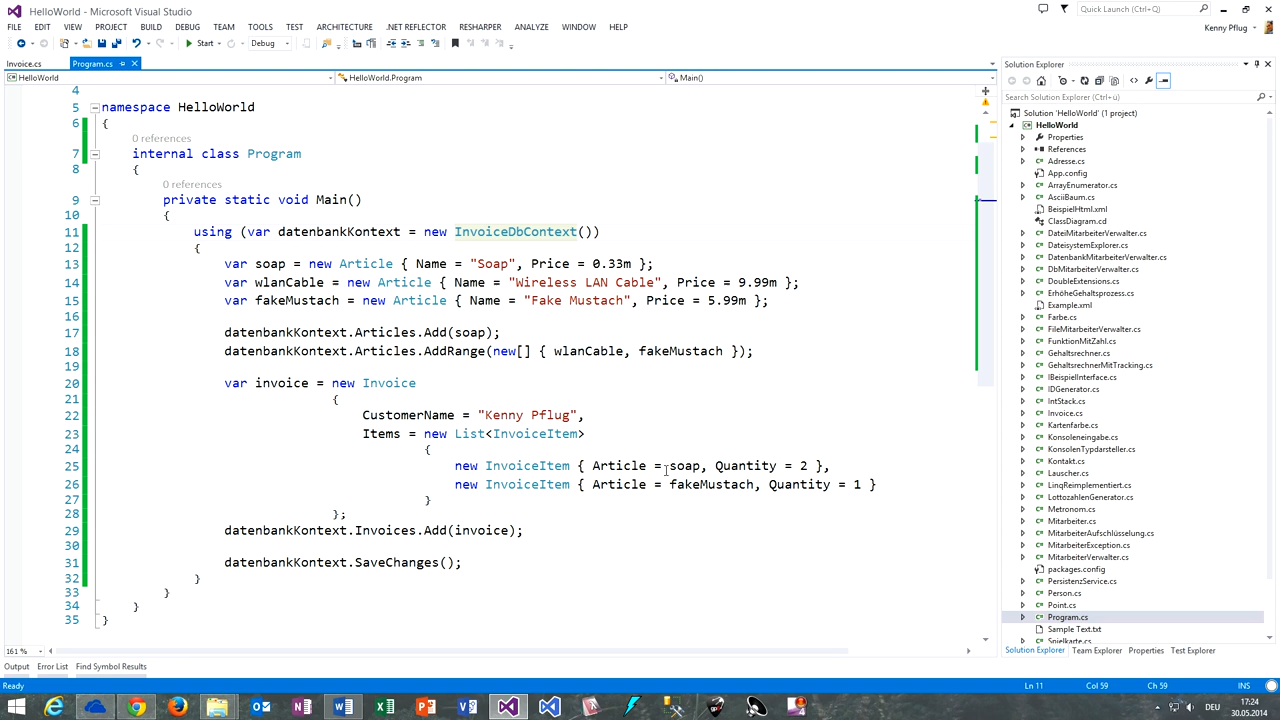 HelloWorld - Microsoft Visual Studio
Quick Launch (Ctrl+Q)
FILE EDIT VIEW PROJECT BUILD DEBUG TEAM TOOLS TEST ARCHITECTURE .NET REFLECTOR RESHARPER ANALYZE WINDOW HELP
Kenny Pflug
Start Debug
Invoice.cs Program.cs
HelloWorld HelloWorld.Program Main()
4
5 namespace HelloWorld
6 {
0 references
7 internal class Program
8 {
0 references
9 private static void Main()
10 {
11 using (var datenbankKontext = new InvoiceDbContext())
12 {
13 var soap = new Article { Name = "Soap", Price = 0.33m };
14 var wlanCable = new Article { Name = "Wireless LAN Cable", Price = 9.99m };
15 var fakeMustach = new Article { Name = "Fake Mustach", Price = 5.99m };
16
17 datenbankKontext.Articles.Add(soap);
18 datenbankKontext.Articles.AddRange(new[] { wlanCable, fakeMustach });
19
20 var invoice = new Invoice
21 {
22 CustomerName = "Kenny Pflug",
23 Items = new List<InvoiceItem>
24 {
25 new InvoiceItem { Article = soap, Quantity = 2 },
26 new InvoiceItem { Article = fakeMustach, Quantity = 1 }
27 }
28 };
29 datenbankKontext.Invoices.Add(invoice);
30
31 datenbankKontext.SaveChanges();
32 }
33 }
34 }
35 }
161 %
Output Error List Find Symbol Results
Solution Explorer
Search Solution Explorer (Ctrl+ü)
Solution 'HelloWorld' (1 project)
HelloWorld
Properties
References
Adresse.cs
App.config
ArrayEnumerator.cs
AsciiBaum.cs
BeispielHtml.xml
ClassDiagram.cd
DateiMitarbeiterVerwalter.cs
DateisystemExplorer.cs
DatenbankMitarbeiterVerwalter.cs
DbMitarbeiterVerwalter.cs
DoubleExtensions.cs
ErhöheGehaltsprozess.cs
Example.xml
Farbe.cs
FileMitarbeiterVerwalter.cs
FunktionMitZahl.cs
Gehaltsrechner.cs
GehaltsrechnerMitTracking.cs
IBeispielInterface.cs
IDGenerator.cs
IntStack.cs
Invoice.cs
Kartenfarbe.cs
Konsoleneingabe.cs
KonsolenTypdarsteller.cs
Kontakt.cs
Lauscher.cs
LinqReimplementiert.cs
LottozahlenGenerator.cs
Metronom.cs
Mitarbeiter.cs
MitarbeiterAufschlüsselung.cs
MitarbeiterException.cs
MitarbeiterVerwalter.cs
packages.config
PersistenzService.cs
Person.cs
Point.cs
Program.cs
Sample Text.txt
Spielkarte.cs
Solution Explorer Team Explorer Properties Test Explorer
Ready Ln 11 Col 59 Ch 59 INS
DEU 17:24
30.05.2014